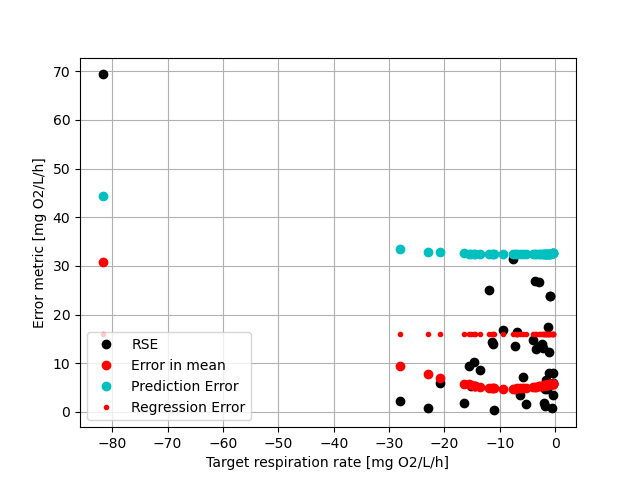 70
60
50
40
30
20
10
0
Error metric [mg O2/L/h]
RSE
Error in mean
Prediction Error
Regression Error
−80 −70 −60 −50 −40 −30 −20 −10 0
Target respiration rate [mg O2/L/h]